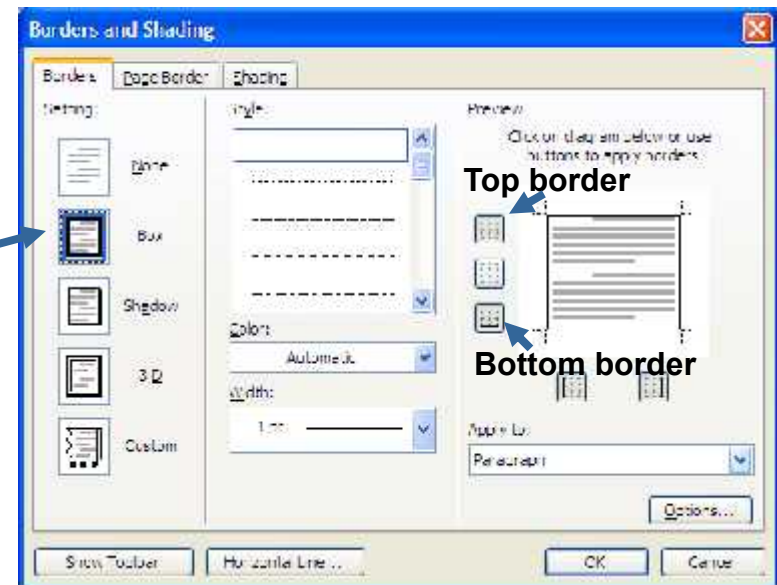 Borders and Shading
Borders Page Border Shading
Setting:
None
Box
Shadow
3-D
Custom
Style:
Color:
Automatic
Width:
Preview
Click on diagram below or use
buttons to apply borders
Top border
Bottom border
Apply to:
Paragraph
Options...
Show Toolbar Horizontal Line... OK Cancel